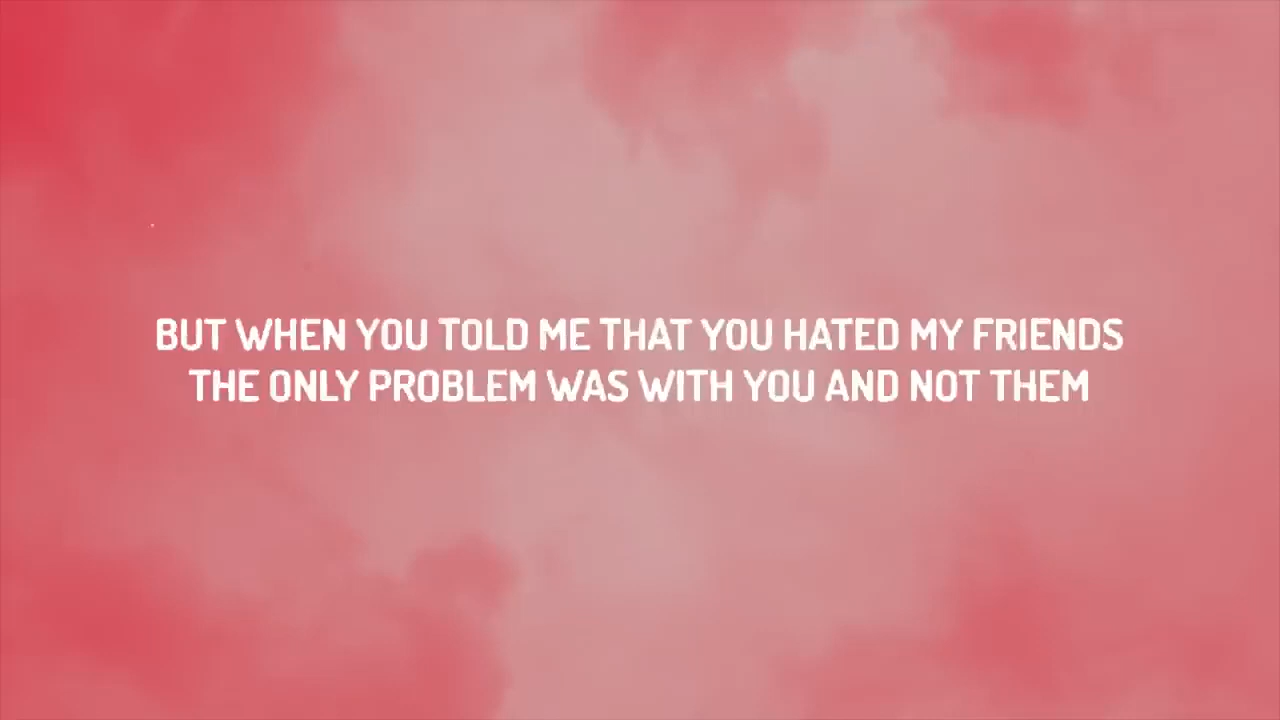 BUT WHEN YOU TOLD ME THAT YOU HATED MY FRIENDS
THE ONLY PROBLEM WAS WITH YOU AND NOT THEM